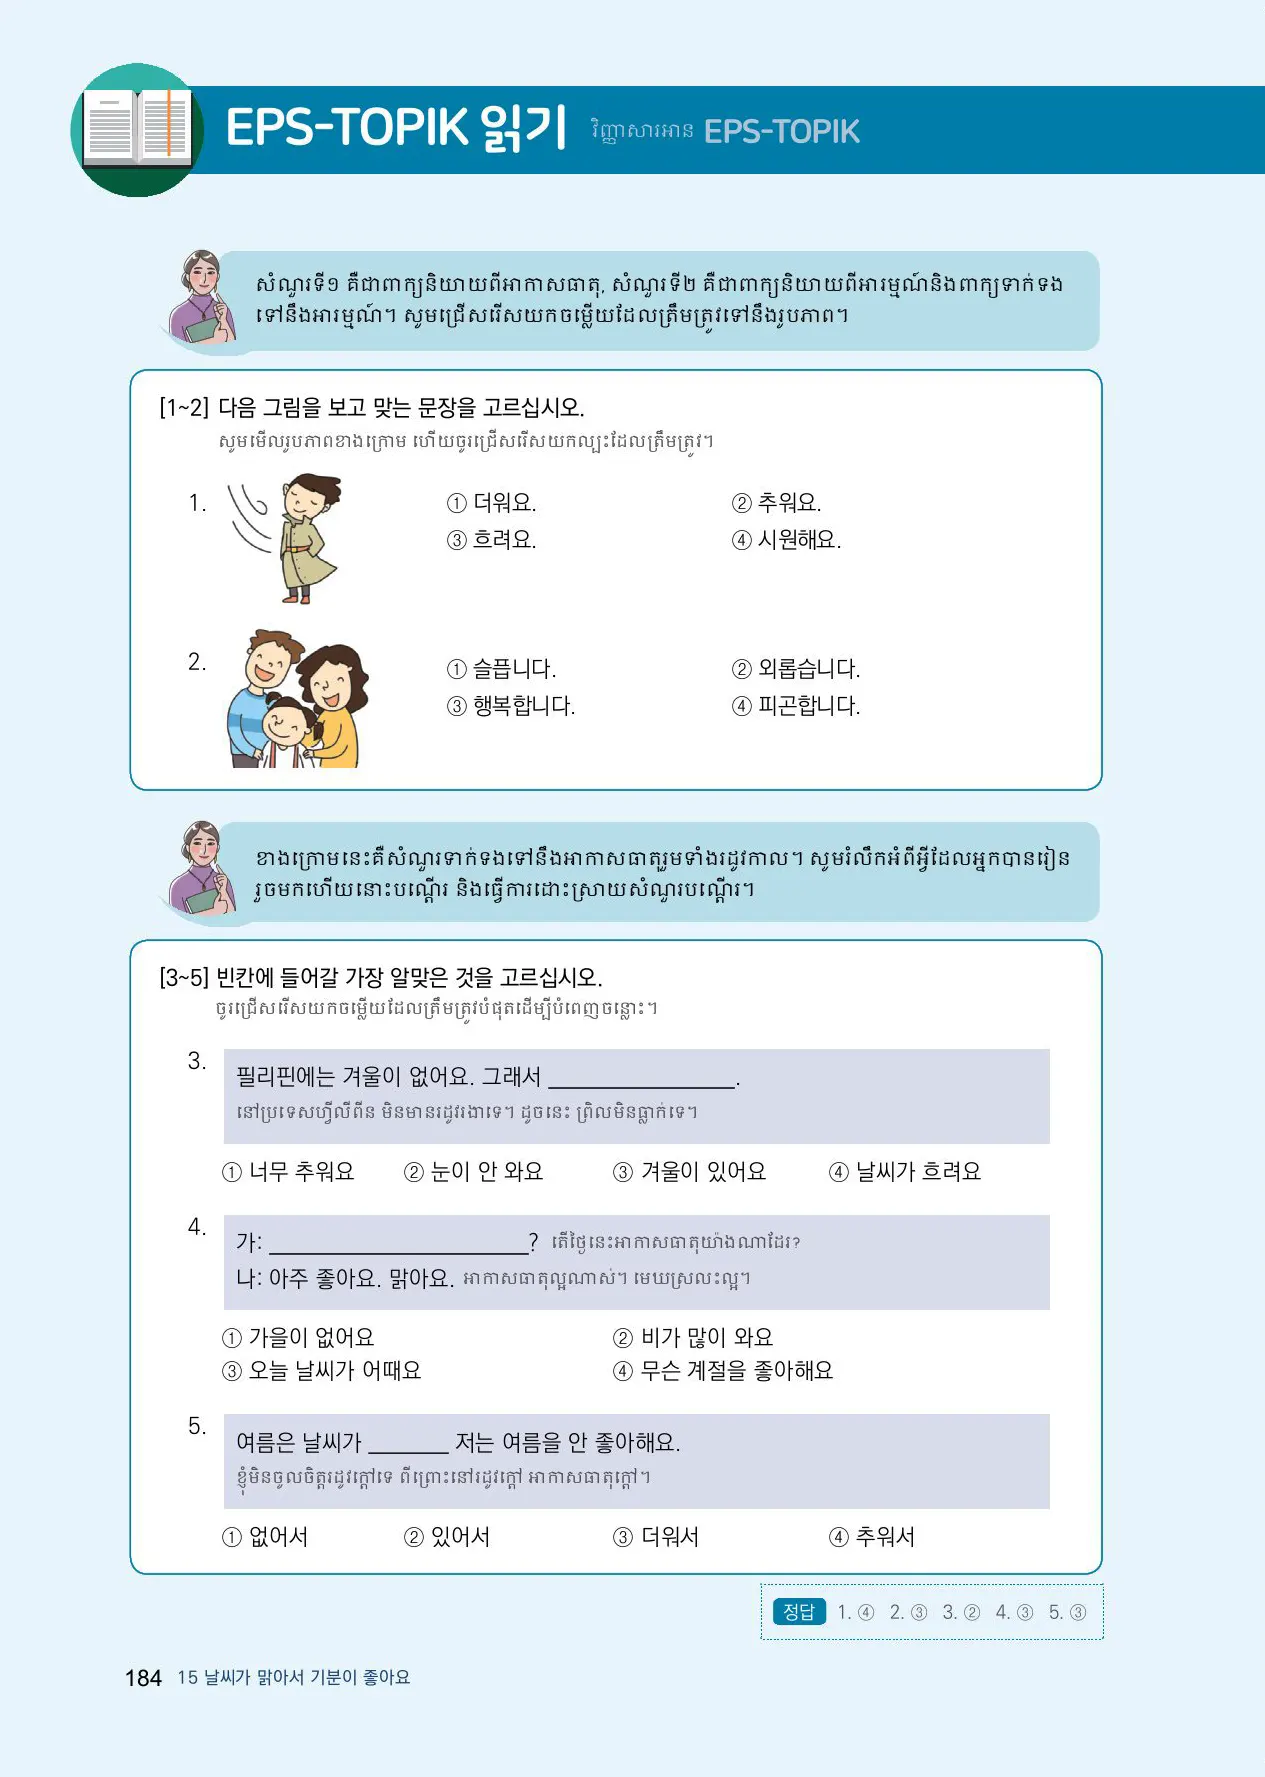 EPS-TOPIK 읽기 វិញ្ញាសារអាន EPS-TOPIK
សំណួរទី១ គឺជាពាក្យនិយាយពីអាកាសធាតុ, សំណួរទី២ គឺជាពាក្យនិយាយពីអារម្មណ៍និងពាក្យទាក់ទង
ទៅនឹងអារម្មណ៍។ សូមជ្រើសរើសយកចម្លើយដែលត្រឹមត្រូវទៅនឹងរូបភាព។
[1~2] 다음 그림을 보고 맞는 문장을 고르십시오.
សូមមើលរូបភាពខាងក្រោម ហើយចូរជ្រើសរើសយកល្បះដែលត្រឹមត្រូវ។
1. ① 더워요. ② 추워요.
③ 흐려요. ④ 시원해요.
2. ① 슬픕니다. ② 외롭습니다.
③ 행복합니다. ④ 피곤합니다.
ខាងក្រោមនេះគឺសំណួរទាក់ទងទៅនឹងអាកាសធាតុរួមទាំងរដូវកាល។ សូមរំលឹកអំពីអ្វីដែលអ្នកបានរៀន
រួចមកហើយនោះបណ្តើរ និងធ្វើការដោះស្រាយសំណួរបណ្តើរ។
[3~5] 빈칸에 들어갈 가장 알맞은 것을 고르십시오.
ចូរជ្រើសរើសយកចម្លើយដែលត្រឹមត្រូវបំផុតដើម្បីបំពេញចន្លោះ។
3. 필리핀에는 겨울이 없어요. 그래서 ________________.
នៅប្រទេសហ្វីលីពីន មិនមានរដូវរងាទេ។ ដូចនេះ ព្រិលមិនធ្លាក់ទេ។
① 너무 추워요 ② 눈이 안 와요 ③ 겨울이 있어요 ④ 날씨가 흐려요
4. 가: ______________________? តើថ្ងៃនេះអាកាសធាតុយ៉ាងណាដែរ?
나: 아주 좋아요. 맑아요. អាកាសធាតុល្អណាស់។ មេឃស្រលះល្អ។
① 가을이 없어요 ② 비가 많이 와요
③ 오늘 날씨가 어때요 ④ 무슨 계절을 좋아해요
5. 여름은 날씨가 _______ 저는 여름을 안 좋아해요.
ខ្ញុំមិនចូលចិត្តរដូវក្តៅទេ ពីព្រោះនៅរដូវក្តៅ អាកាសធាតុក្តៅ។
① 없어서 ② 있어서 ③ 더워서 ④ 추워서
정답 1. ④ 2. ③ 3. ② 4. ③ 5. ③
184 15 날씨가 맑아서 기분이 좋아요